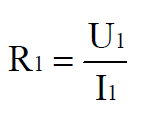 R1 = U1 / I1